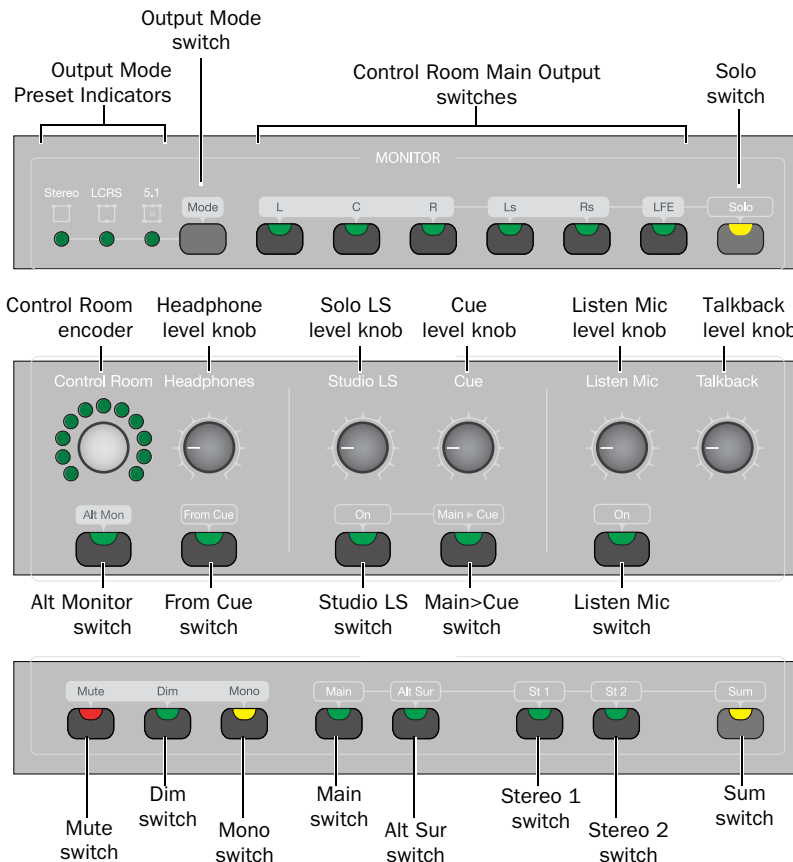 Output Mode
switch
Output Mode
Preset Indicators
Control Room Main Output
switches
Solo
switch
MONITOR
Stereo LCRS 5.1
Mode L C R Ls Rs LFE Solo
Control Room
encoder
Headphone
level knob
Solo LS
level knob
Cue
level knob
Listen Mic
level knob
Talkback
level knob
Control Room Headphones Studio LS Cue Listen Mic Talkback
Alt Mon From Cue On Main ▶ Cue On
Alt Monitor
switch
From Cue
switch
Studio LS
switch
Main>Cue
switch
Listen Mic
switch
Mute Dim Mono Main Alt Sur St 1 St 2 Sum
Mute
switch
Dim
switch
Mono
switch
Main
switch
Alt Sur
switch
Stereo 1
switch
Stereo 2
switch
Sum
switch